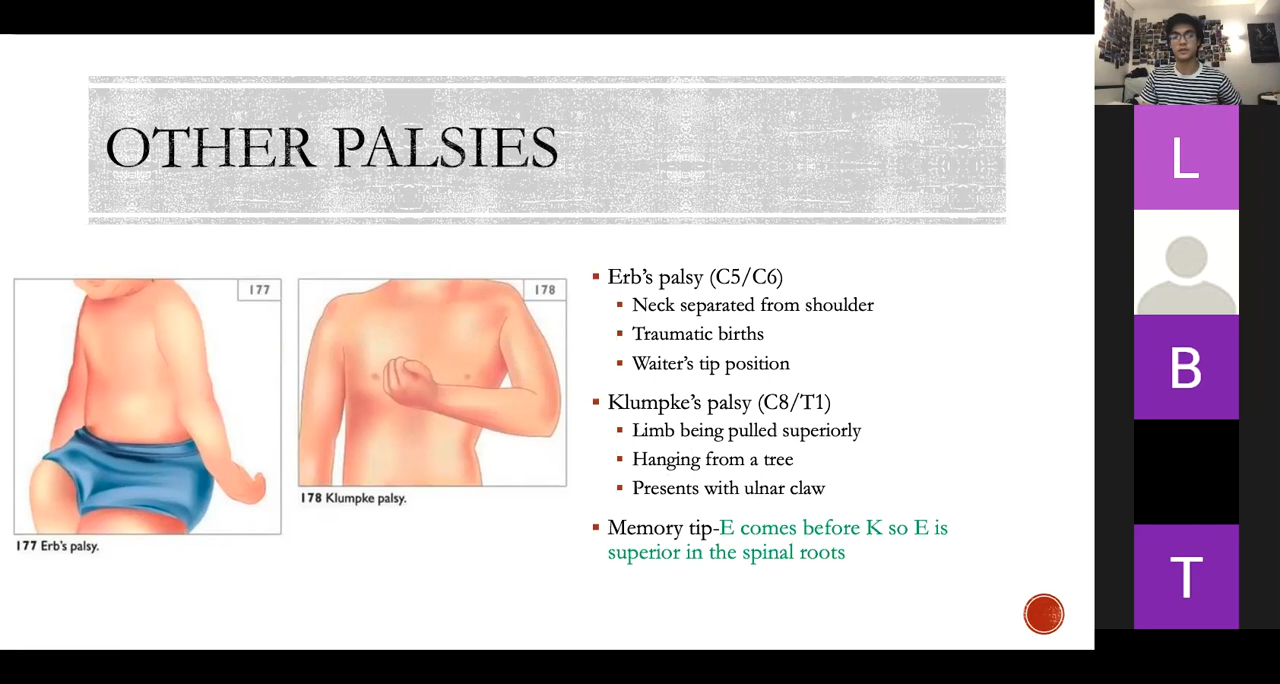 OTHER PALSIES
177
178
177 Erb's palsy.
178 Klumpke palsy.
Erb's palsy (C5/C6)
Neck separated from shoulder
Traumatic births
Waiter's tip position
Klumpke's palsy (C8/T1)
Limb being pulled superiorly
Hanging from a tree
Presents with ulnar claw
Memory tip-E comes before K so E is
superior in the spinal roots
L
B
T